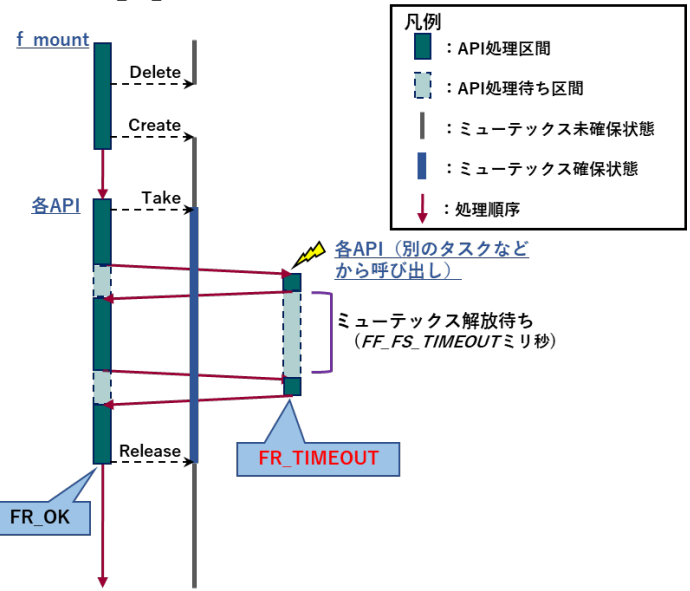 f_mount
Delete
Create
各API
Take
凡例
：API処理区間
：API処理待ち区間
：ミューテックス未確保状態
：ミューテックス確保状態
：処理順序
各API（別のタスクなど
から呼び出し）
ミューテックス解放待ち
（FF_FS_TIMEOUTミリ秒）
Release
FR_TIMEOUT
FR_OK